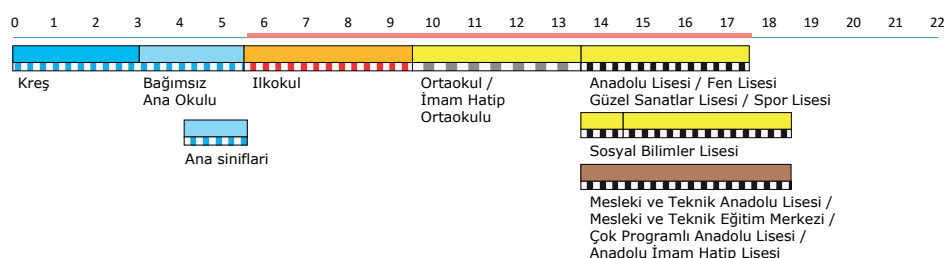 0 1 2 3 4 5 6 7 8 9 10 11 12 13 14 15 16 17 18 19 20 21 22
Kreş
Bağımsız
Ana Okulu
Ilkokul
Ortaokul /
İmam Hatip
Ortaokulu
Anadolu Lisesi / Fen Lisesi
Güzel Sanatlar Lisesi / Spor Lisesi
Ana siniflari
Sosyal Bilimler Lisesi
Mesleki ve Teknik Anadolu Lisesi /
Mesleki ve Teknik Eğitim Merkezi /
Çok Programlı Anadolu Lisesi /
Anadolu İmam Hatip Lisesi